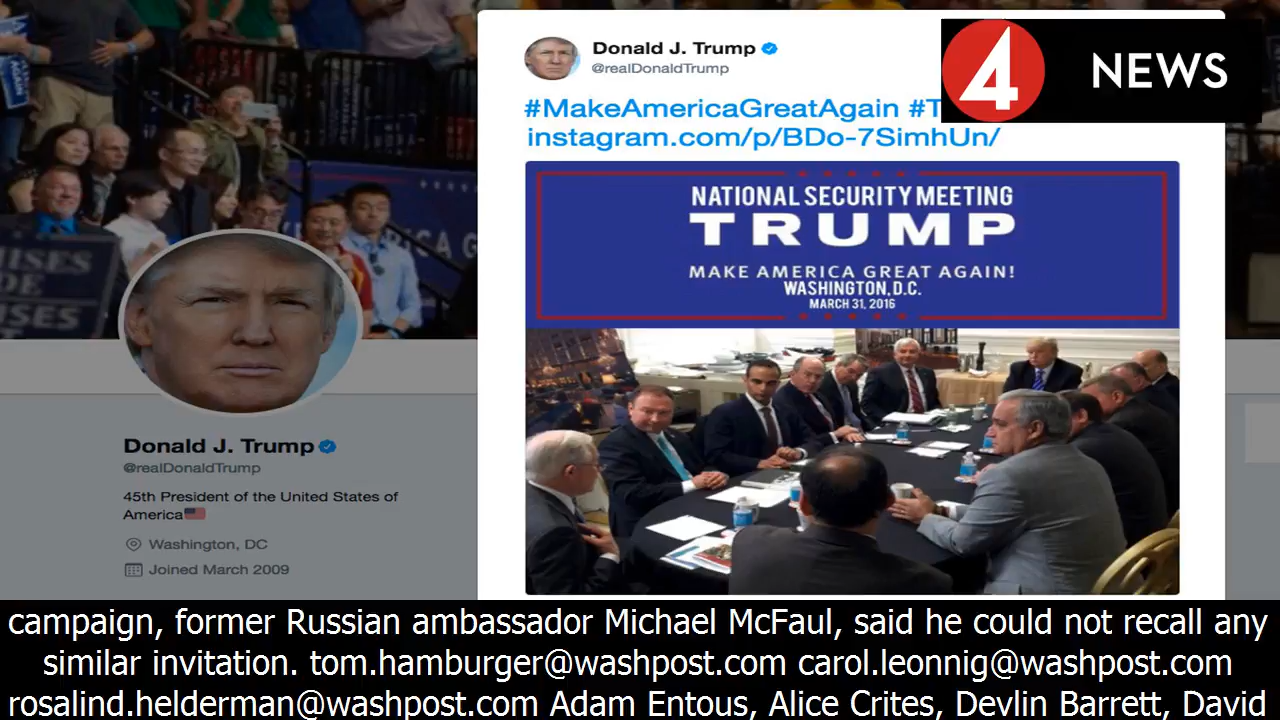 Donald J. Trump
@realDonaldTrump
4 NEWS
#MakeAmericaGreatAgain
instagram.com/p/BDo-7SimhUn/
NATIONAL SECURITY MEETING
TRUMP
MAKE AMERICA GREAT AGAIN!
WASHINGTON, D.C.
MARCH 31, 2016
Donald J. Trump
@realDonaldTrump
45th President of the United States of
America
Washington, DC
Joined March 2009
campaign, former Russian ambassador Michael McFaul, said he could not recall any
similar invitation. tom.hamburger@washpost.com carol.leonnig@washpost.com
rosalind.helderman@washpost.com Adam Entous, Alice Crites, Devlin Barrett, David